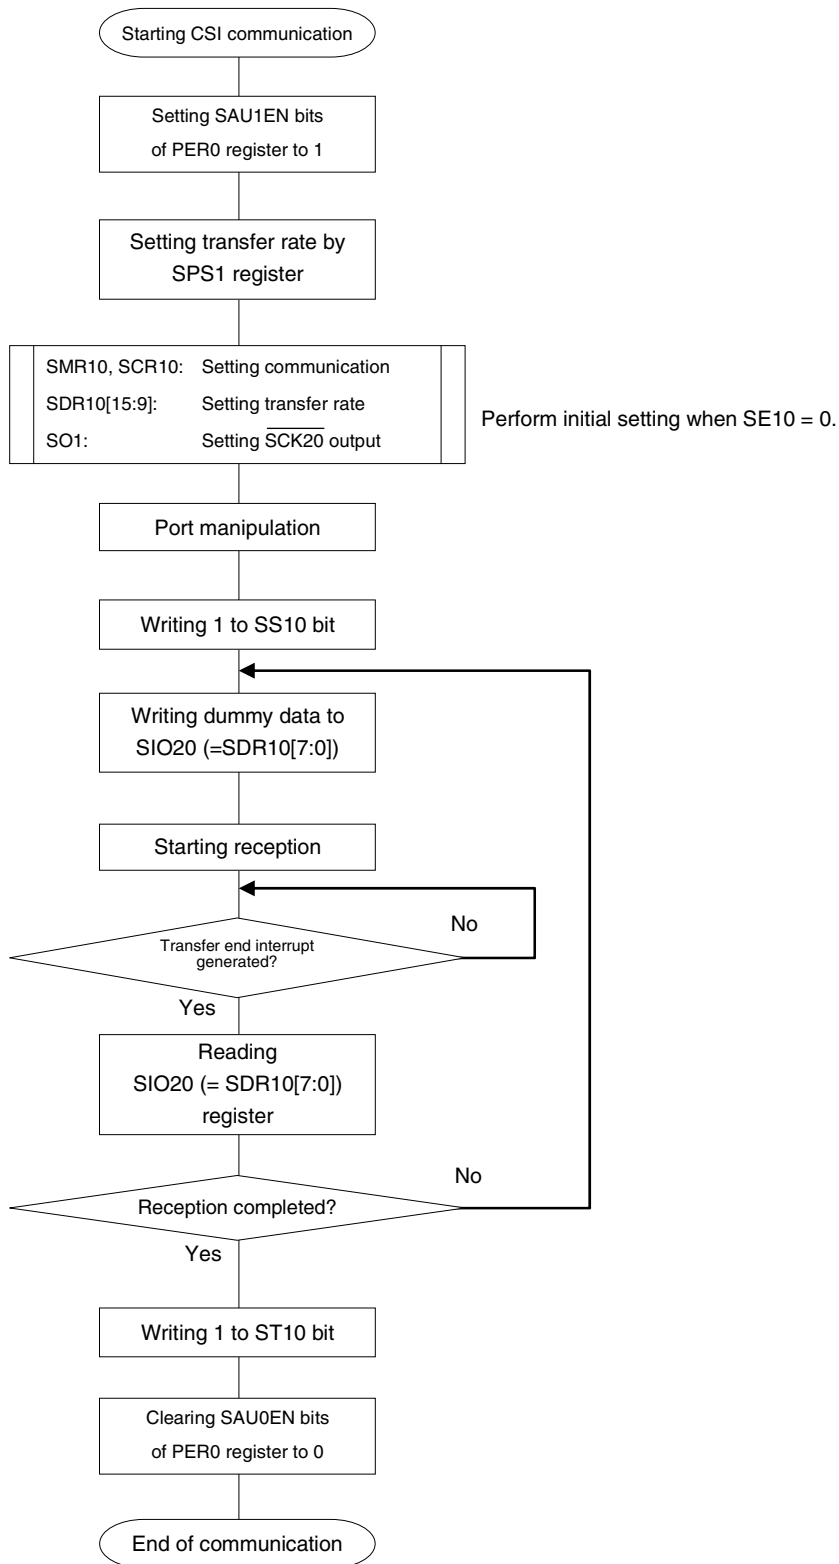 Starting CSI communication
Setting SAU1EN bits
of PER0 register to 1
Setting transfer rate by
SPS1 register
SMR10, SCR10: Setting communication
SDR10[15:9]: Setting transfer rate
SO1: Setting SCK20 output
Perform initial setting when SE10 = 0.
Port manipulation
Writing 1 to SS10 bit
Writing dummy data to
SIO20 (=SDR10[7:0])
Starting reception
No
Transfer end interrupt
generated?
Yes
Reading
SIO20 (= SDR10[7:0])
register
No
Reception completed?
Yes
Writing 1 to ST10 bit
Clearing SAU0EN bits
of PER0 register to 0
End of communication